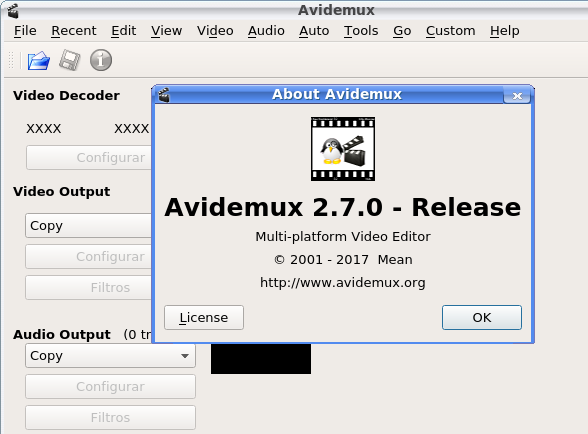 Avidemux
File Recent Edit View Video Audio Auto Tools Go Custom Help
Video Decoder
XXXX XXXX
Configurar
Video Output
Copy
Configurar
Filtros
Audio Output (0 tr
Copy
Configurar
Filtros
About Avidemux
Avidemux 2.7.0 - Release
Multi-platform Video Editor
© 2001 - 2017 Mean
http://www.avidemux.org
License OK